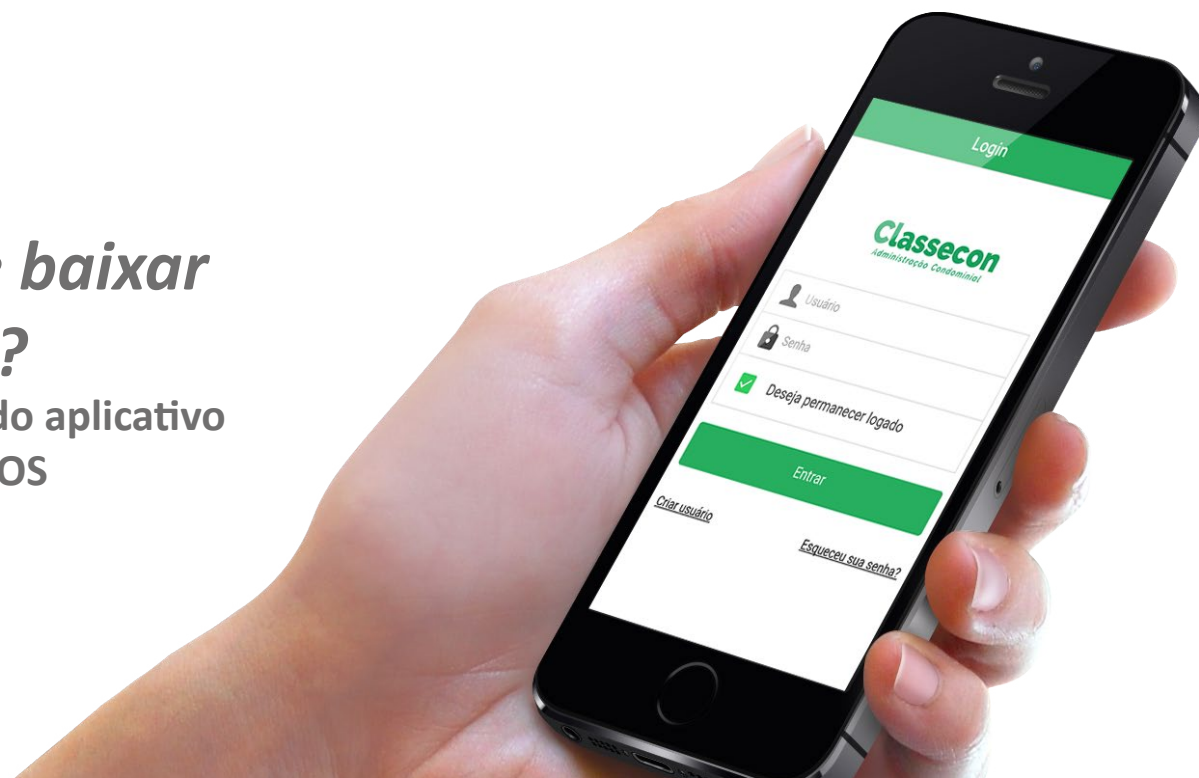 baixar
?
do aplicativo
OS
Login
Classecon
Administração Condominial
Usuário
Senha
Deseja permanecer logado
Entrar
Criar usuário
Esqueceu sua senha?